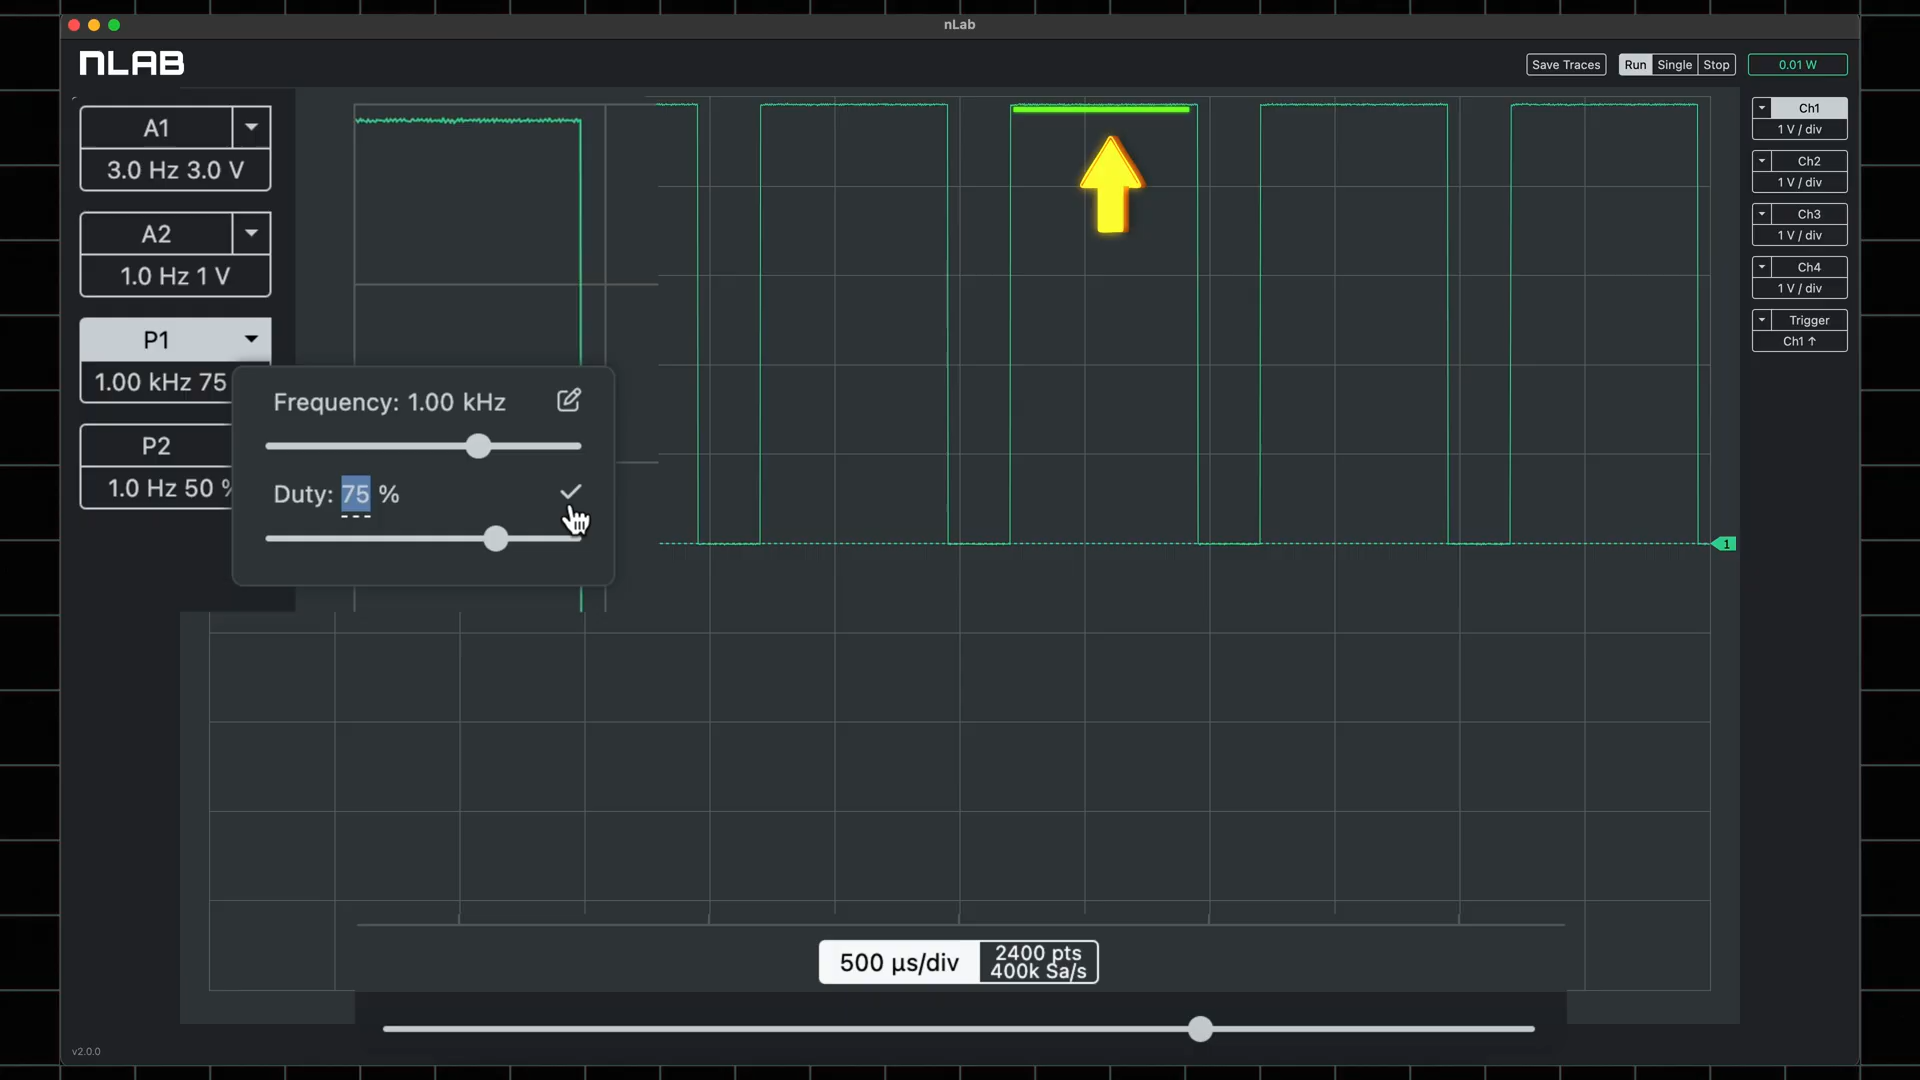 nLab
NLAB
Save Traces
Run
Single
Stop
0.01 W
A1
3.0 Hz 3.0 V
A2
1.0 Hz 1 V
P1
1.00 kHz 75
P2
1.0 Hz 50 %
Frequency: 1.00 kHz
Duty: 75 %
Ch1
1 V / div
Ch2
1 V / div
Ch3
1 V / div
Ch4
1 V / div
Trigger
Ch1 ↑
1
500 µs/div
2400 pts
400k Sa/s
v2.0.0